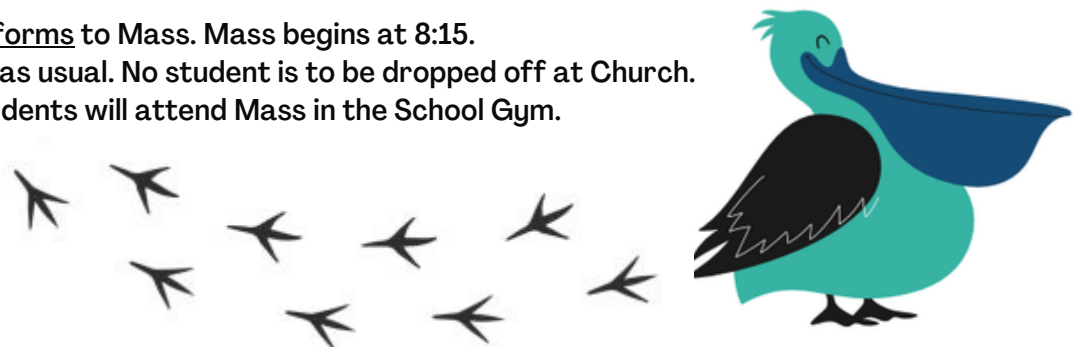 forms to Mass. Mass begins at 8:15.
as usual. No student is to be dropped off at Church.
dents will attend Mass in the School Gym.